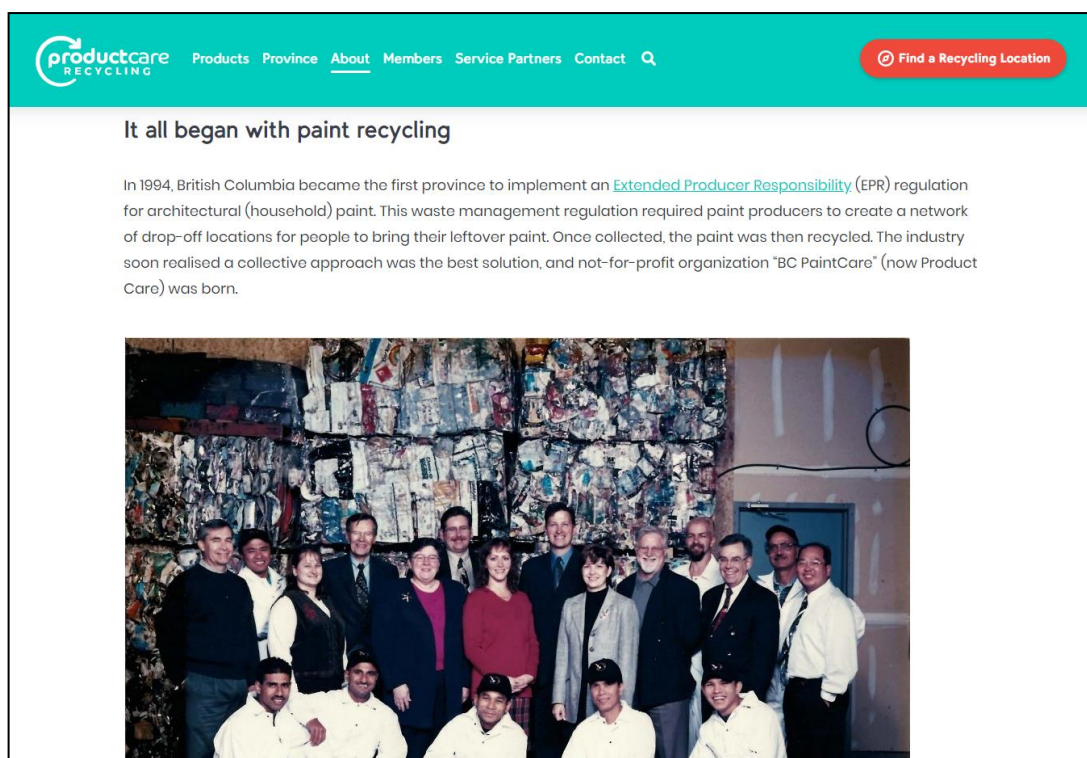 productcare
RECYCLING
Products Province About Members Service Partners Contact
Find a Recycling Location
It all began with paint recycling
In 1994, British Columbia became the first province to implement an Extended Producer Responsibility (EPR) regulation
for architectural (household) paint. This waste management regulation required paint producers to create a network
of drop-off locations for people to bring their leftover paint. Once collected, the paint was then recycled. The industry
soon realised a collective approach was the best solution, and not-for-profit organization "BC PaintCare" (now Product
Care) was born.